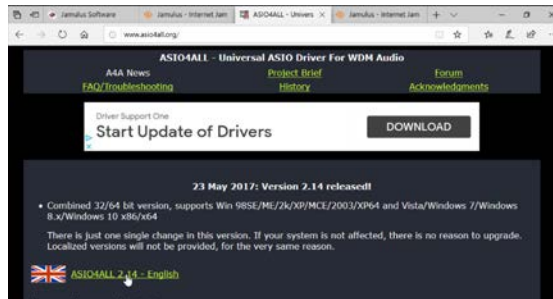 Jamulus Software
Jamulus - Internet Jam
ASIO4ALL - Univers
Jamulus - Internet Jam
www.asio4all.org/
ASIO4ALL - Universal ASIO Driver For WDM Audio
A4A News Project Brief Forum
FAQ/Troubleshooting History Acknowledgments
Driver Support One
Start Update of Drivers
DOWNLOAD
23 May 2017: Version 2.14 released!
• Combined 32/64 bit version, supports Win 98SE/ME/2k/XP/MCE/2003/XP64 and Vista/Windows 7/Windows
8.x/Windows 10 x86/x64
There is just one single change in this version. If your system is not affected, there is no reason to upgrade.
Localized versions will not be provided, for the very same reason.
ASIO4ALL 2.14 - English